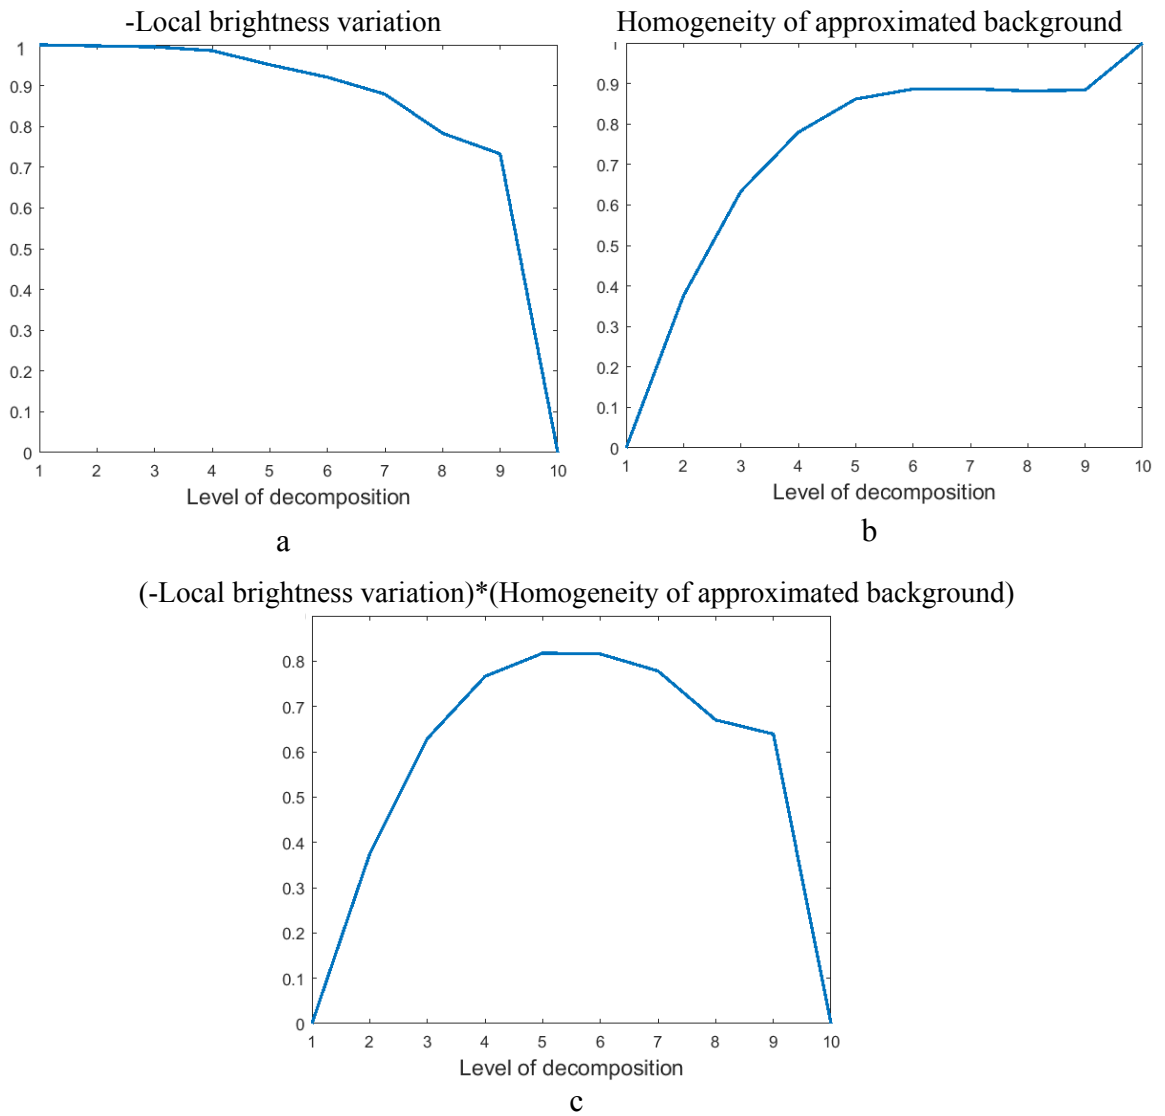 -Local brightness variation
1
0.9
0.8
0.7
0.6
0.5
0.4
0.3
0.2
0.1
0
1 2 3 4 5 6 7 8 9 10
Level of decomposition
a
Homogeneity of approximated background
1
0.9
0.8
0.7
0.6
0.5
0.4
0.3
0.2
0.1
0
1 2 3 4 5 6 7 8 9 10
Level of decomposition
b
(-Local brightness variation)*(Homogeneity of approximated background)
0.8
0.7
0.6
0.5
0.4
0.3
0.2
0.1
0
1 2 3 4 5 6 7 8 9 10
Level of decomposition
c